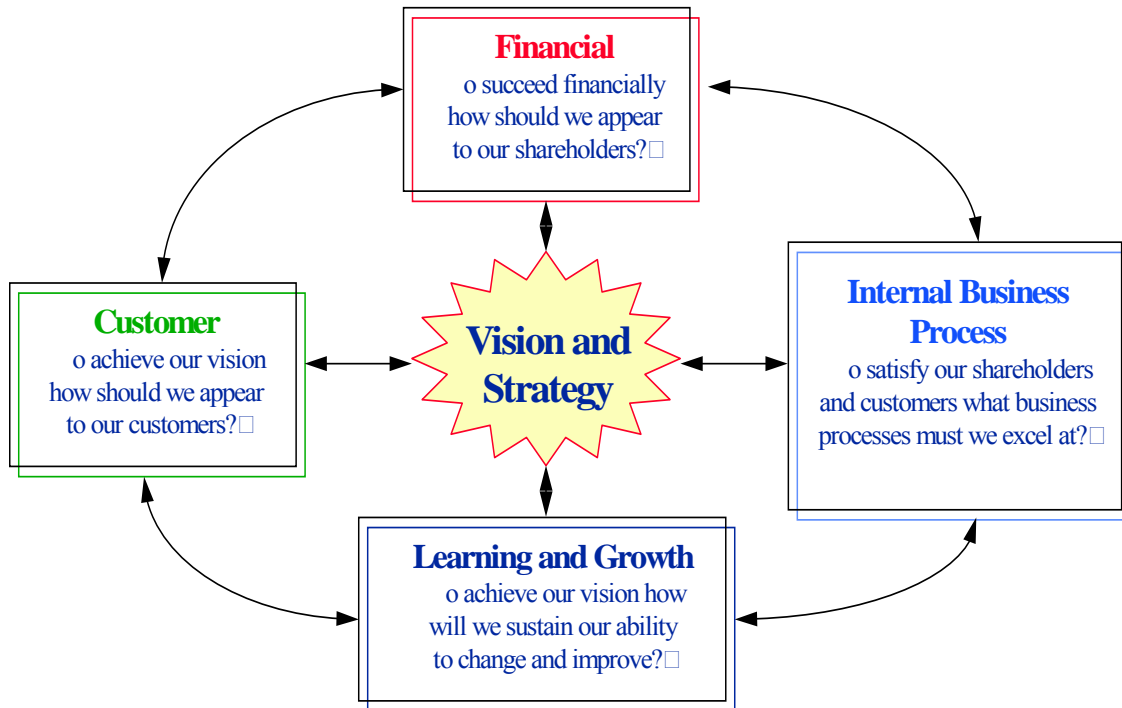 Financial
o succeed financially
how should we appear
to our shareholders?□
Customer
o achieve our vision
how should we appear
to our customers?□
Vision and
Strategy
Internal Business
Process
o satisfy our shareholders
and customers what business
processes must we excel at?□
Learning and Growth
o achieve our vision how
will we sustain our ability
to change and improve?□